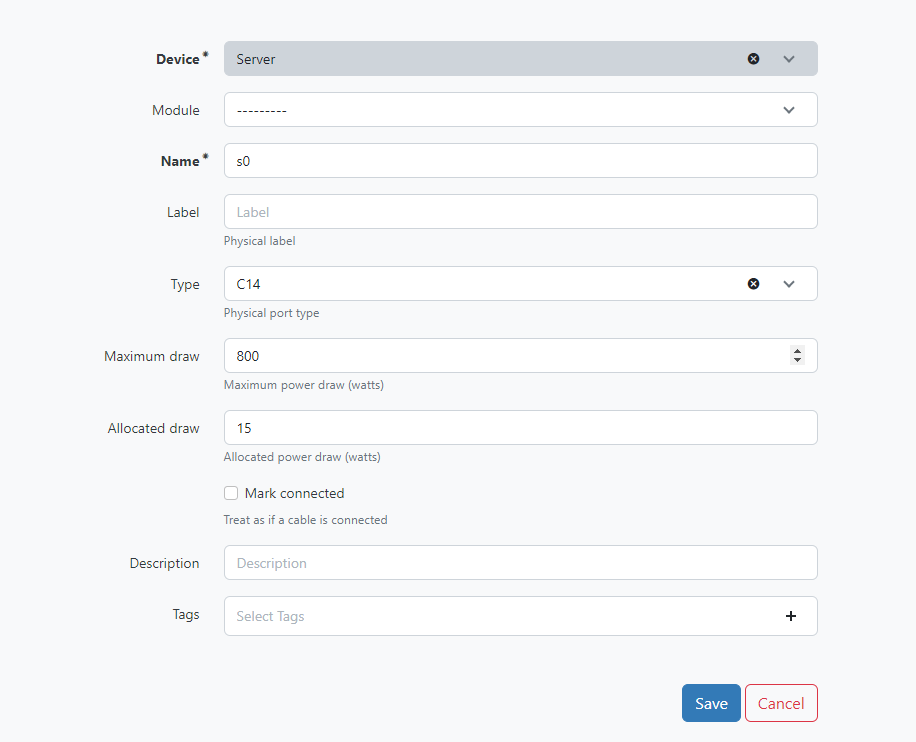 Device *
Server
Module
---------
Name *
s0
Label
Label
Physical label
Type
C14
Physical port type
Maximum draw
800
Maximum power draw (watts)
Allocated draw
15
Allocated power draw (watts)
Mark connected
Treat as if a cable is connected
Description
Description
Tags
Select Tags
Save Cancel